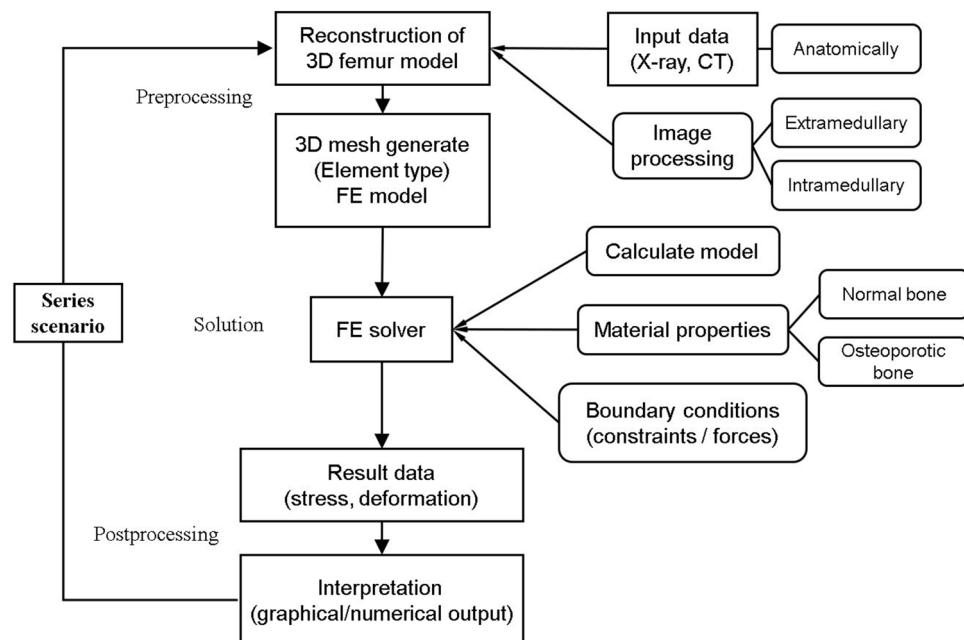 Reconstruction of
3D femur model
Input data
(X-ray, CT)
Anatomically
Preprocessing
3D mesh generate
(Element type)
FE model
Image
processing
Extramedullary
Intramedullary
Calculate model
Series
scenario
Solution
FE solver
Material properties
Normal bone
Osteoporotic
bone
Boundary conditions
(constraints / forces)
Result data
(stress, deformation)
Postprocessing
Interpretation
(graphical/numerical output)